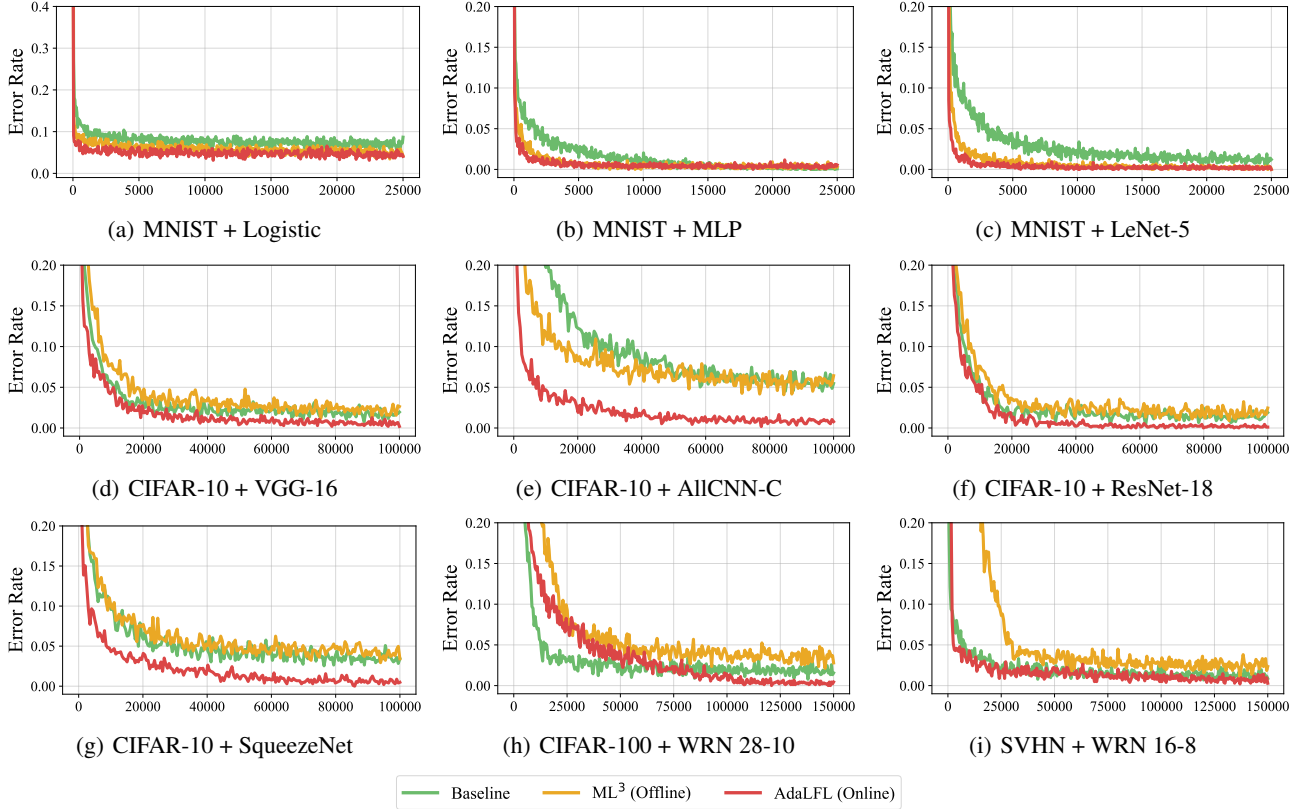 0.4
0.3
0.2
0.1
0.0
Error Rate
0 5000 10000 15000 20000 25000
(a) MNIST + Logistic
0.20
0.15
0.10
0.05
0.00
Error Rate
0 5000 10000 15000 20000 25000
(b) MNIST + MLP
0.20
0.15
0.10
0.05
0.00
Error Rate
0 5000 10000 15000 20000 25000
(c) MNIST + LeNet-5
0.20
0.15
0.10
0.05
0.00
Error Rate
0 20000 40000 60000 80000 100000
(d) CIFAR-10 + VGG-16
0.20
0.15
0.10
0.05
0.00
Error Rate
0 20000 40000 60000 80000 100000
(e) CIFAR-10 + AllCNN-C
0.20
0.15
0.10
0.05
0.00
Error Rate
0 20000 40000 60000 80000 100000
(f) CIFAR-10 + ResNet-18
0.20
0.15
0.10
0.05
0.00
Error Rate
0 20000 40000 60000 80000 100000
(g) CIFAR-10 + SqueezeNet
0.20
0.15
0.10
0.05
0.00
Error Rate
0 25000 50000 75000 100000 125000 150000
(h) CIFAR-100 + WRN 28-10
0.20
0.15
0.10
0.05
0.00
Error Rate
0 25000 50000 75000 100000 125000 150000
(i) SVHN + WRN 16-8
Baseline ML³ (Offline) AdaLFL (Online)